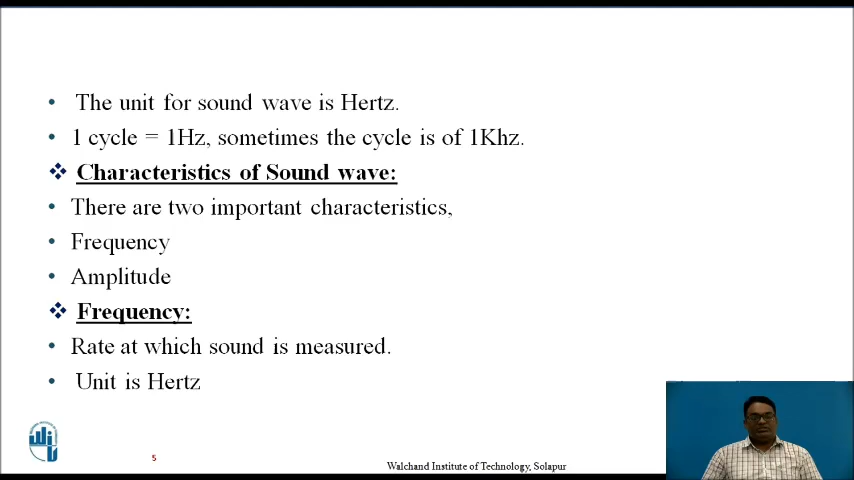 The unit for sound wave is Hertz.
1 cycle = 1Hz, sometimes the cycle is of 1Khz.
Characteristics of Sound wave:
There are two important characteristics,
Frequency
Amplitude
Frequency:
Rate at which sound is measured.
Unit is Hertz
5
Walchand Institute of Technology, Solapur